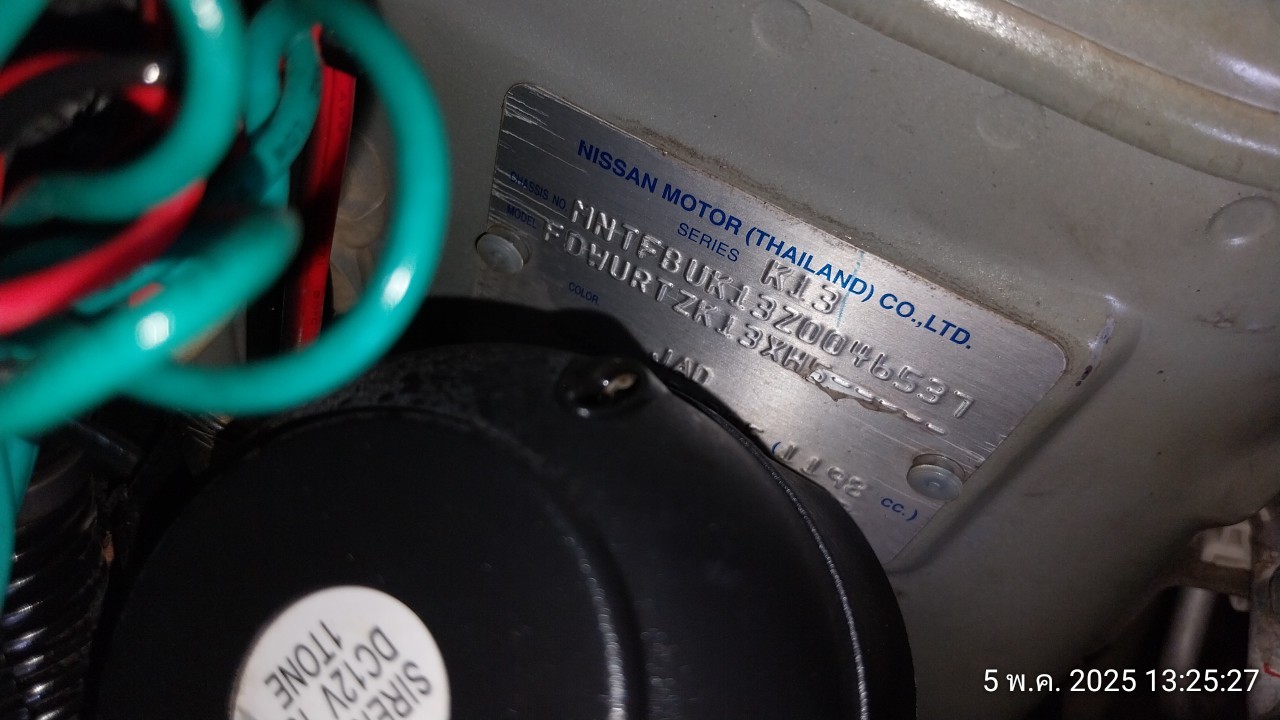 NISSAN MOTOR (THAILAND) CO.,LTD.
SERIES K13
CHASSIS NO. MNTFBUK13Z0046537
MODEL FDWURTZK13XH5-----
COLOR JAD
(1198 cc.)
SIREN
DC12V
1TONE
5 พ.ค. 2025 13:25:27